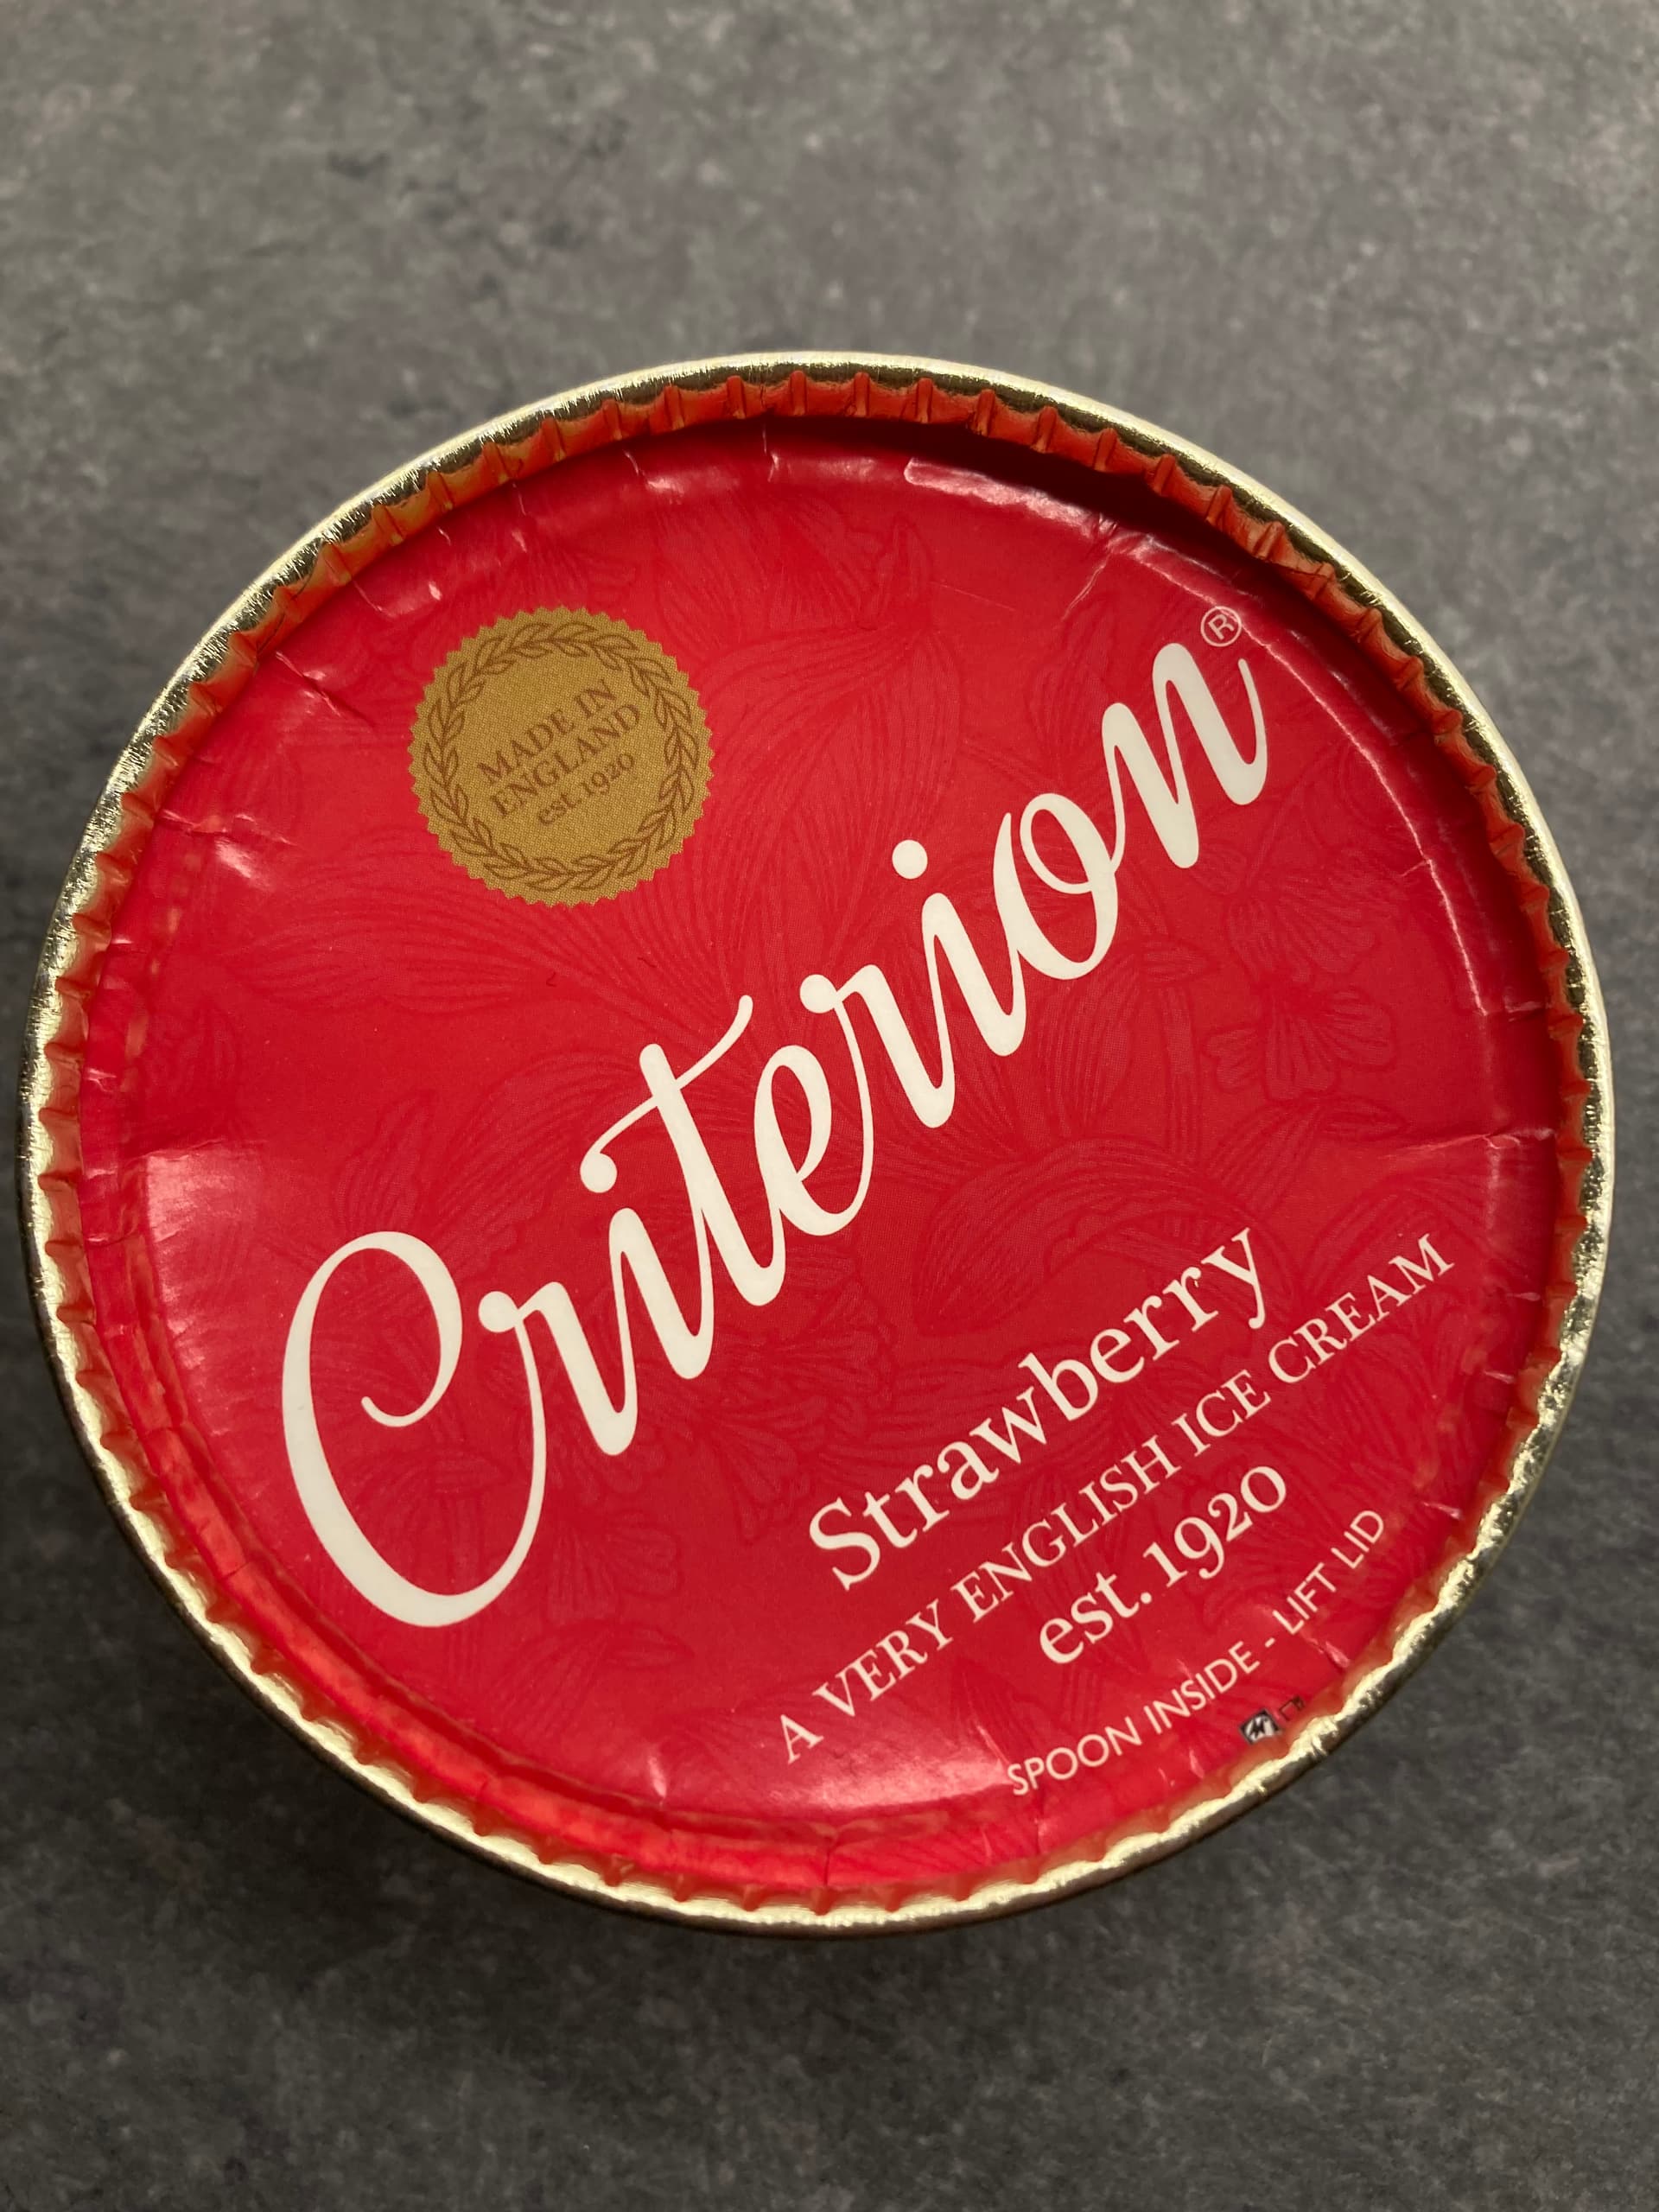 MADE IN
ENGLAND
est. 1920
Criterion®
Strawberry
A VERY ENGLISH ICE CREAM
est. 1920
SPOON INSIDE - LIFT LID